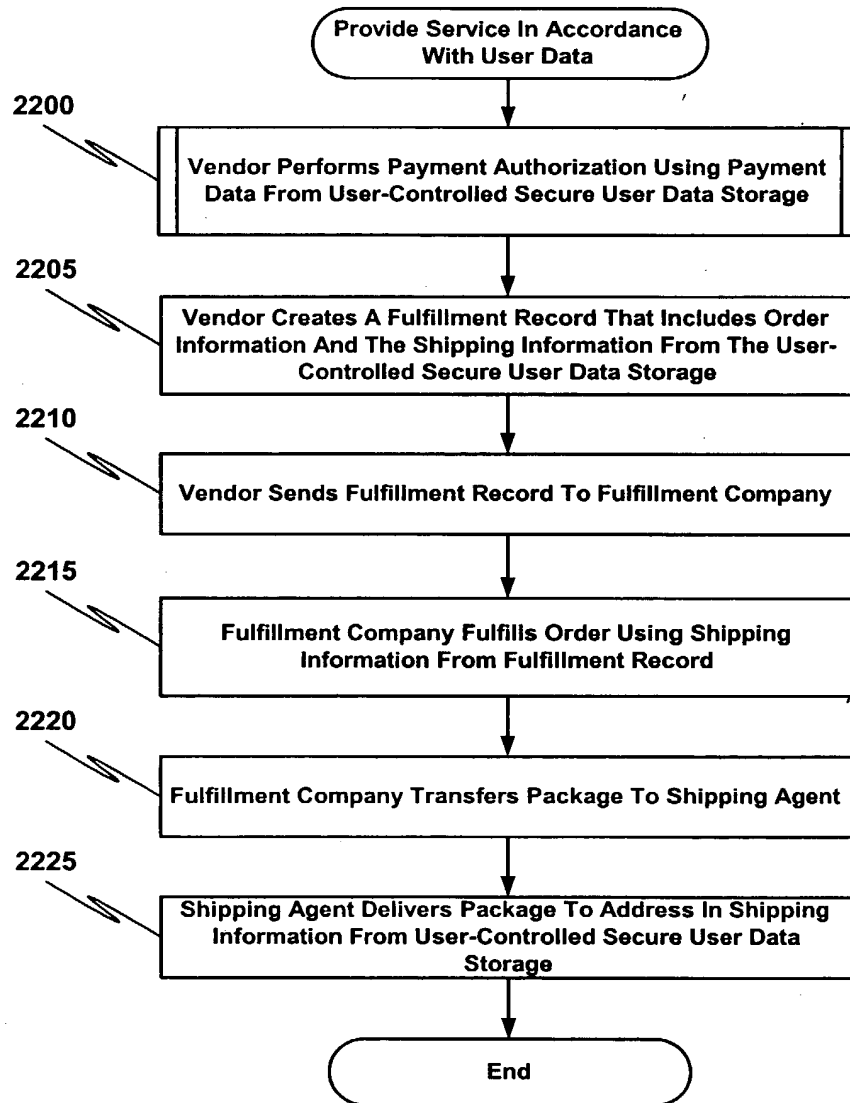 Provide Service In Accordance
With User Data
2200
Vendor Performs Payment Authorization Using Payment
Data From User-Controlled Secure User Data Storage
2205
Vendor Creates A Fulfillment Record That Includes Order
Information And The Shipping Information From The User-
Controlled Secure User Data Storage
2210
Vendor Sends Fulfillment Record To Fulfillment Company
2215
Fulfillment Company Fulfills Order Using Shipping
Information From Fulfillment Record
2220
Fulfillment Company Transfers Package To Shipping Agent
2225
Shipping Agent Delivers Package To Address In Shipping
Information From User-Controlled Secure User Data
Storage
End